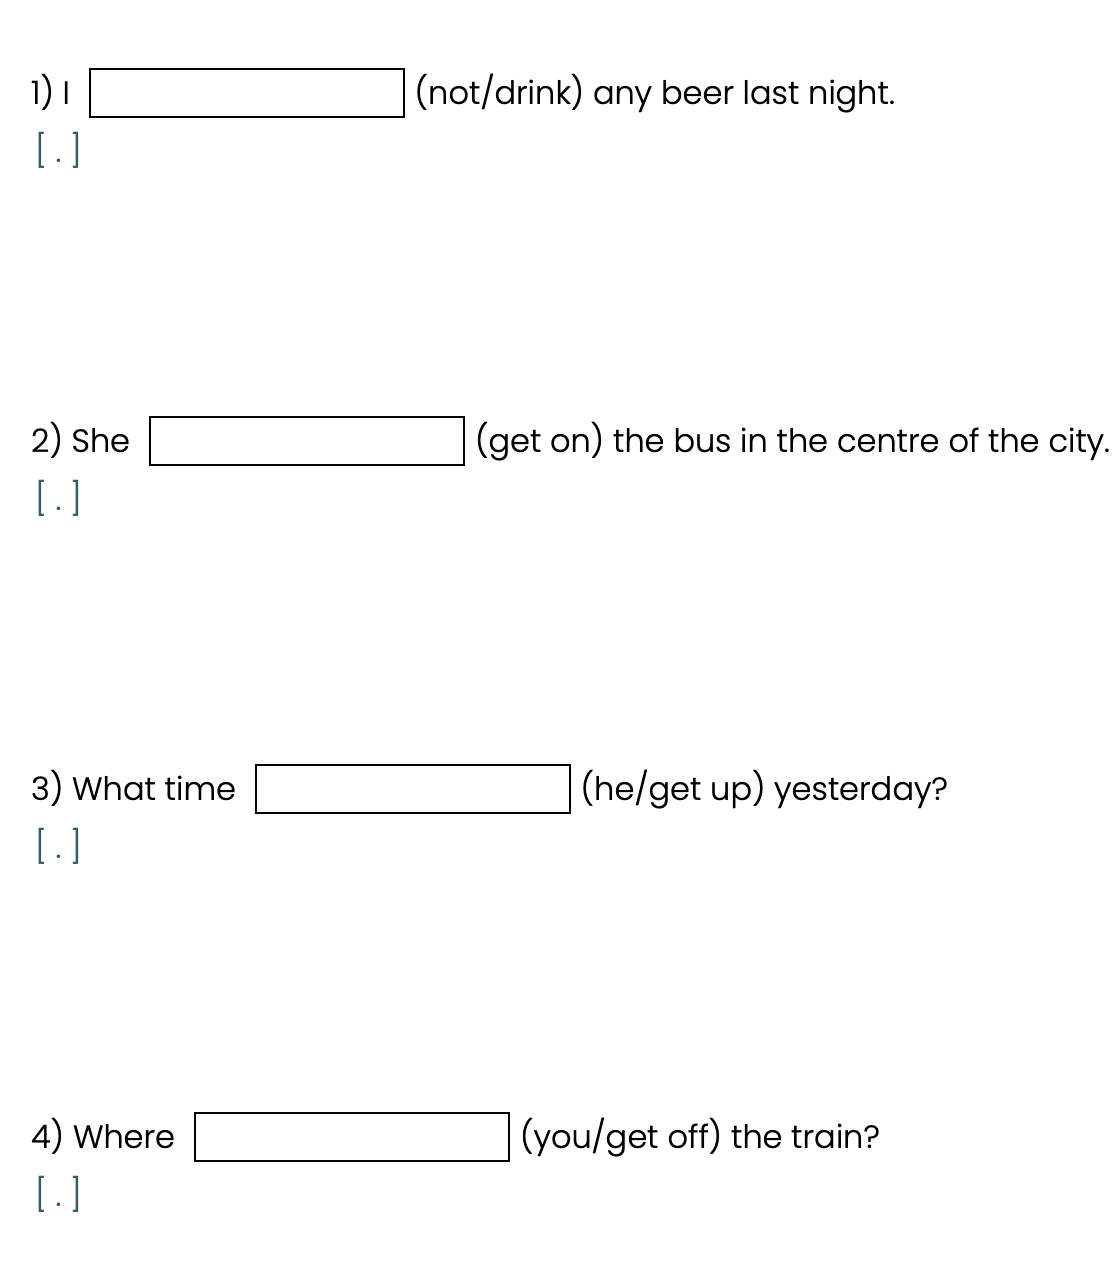 1) I (not/drink) any beer last night.
[ . ]
2) She (get on) the bus in the centre of the city.
[ . ]
3) What time (he/get up) yesterday?
[ . ]
4) Where (you/get off) the train?
[ . ]